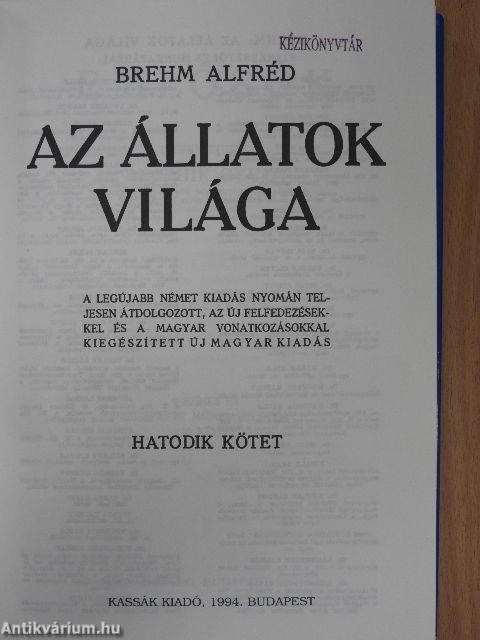 KÉZIKÖNYVTÁR
BREHM ALFRÉD
AZ ÁLLATOK
VILÁGA
A LEGÚJABB NÉMET KIADÁS NYOMÁN TEL-
JESEN ÁTDOLGOZOTT, AZ ÚJ FELFEDEZÉSEK-
KEL ÉS A MAGYAR VONATKOZÁSOKKAL
KIEGÉSZÍTETT ÚJ MAGYAR KIADÁS
HATODIK KÖTET
KASSÁK KIADÓ, 1994. BUDAPEST
Antikvárium.hu